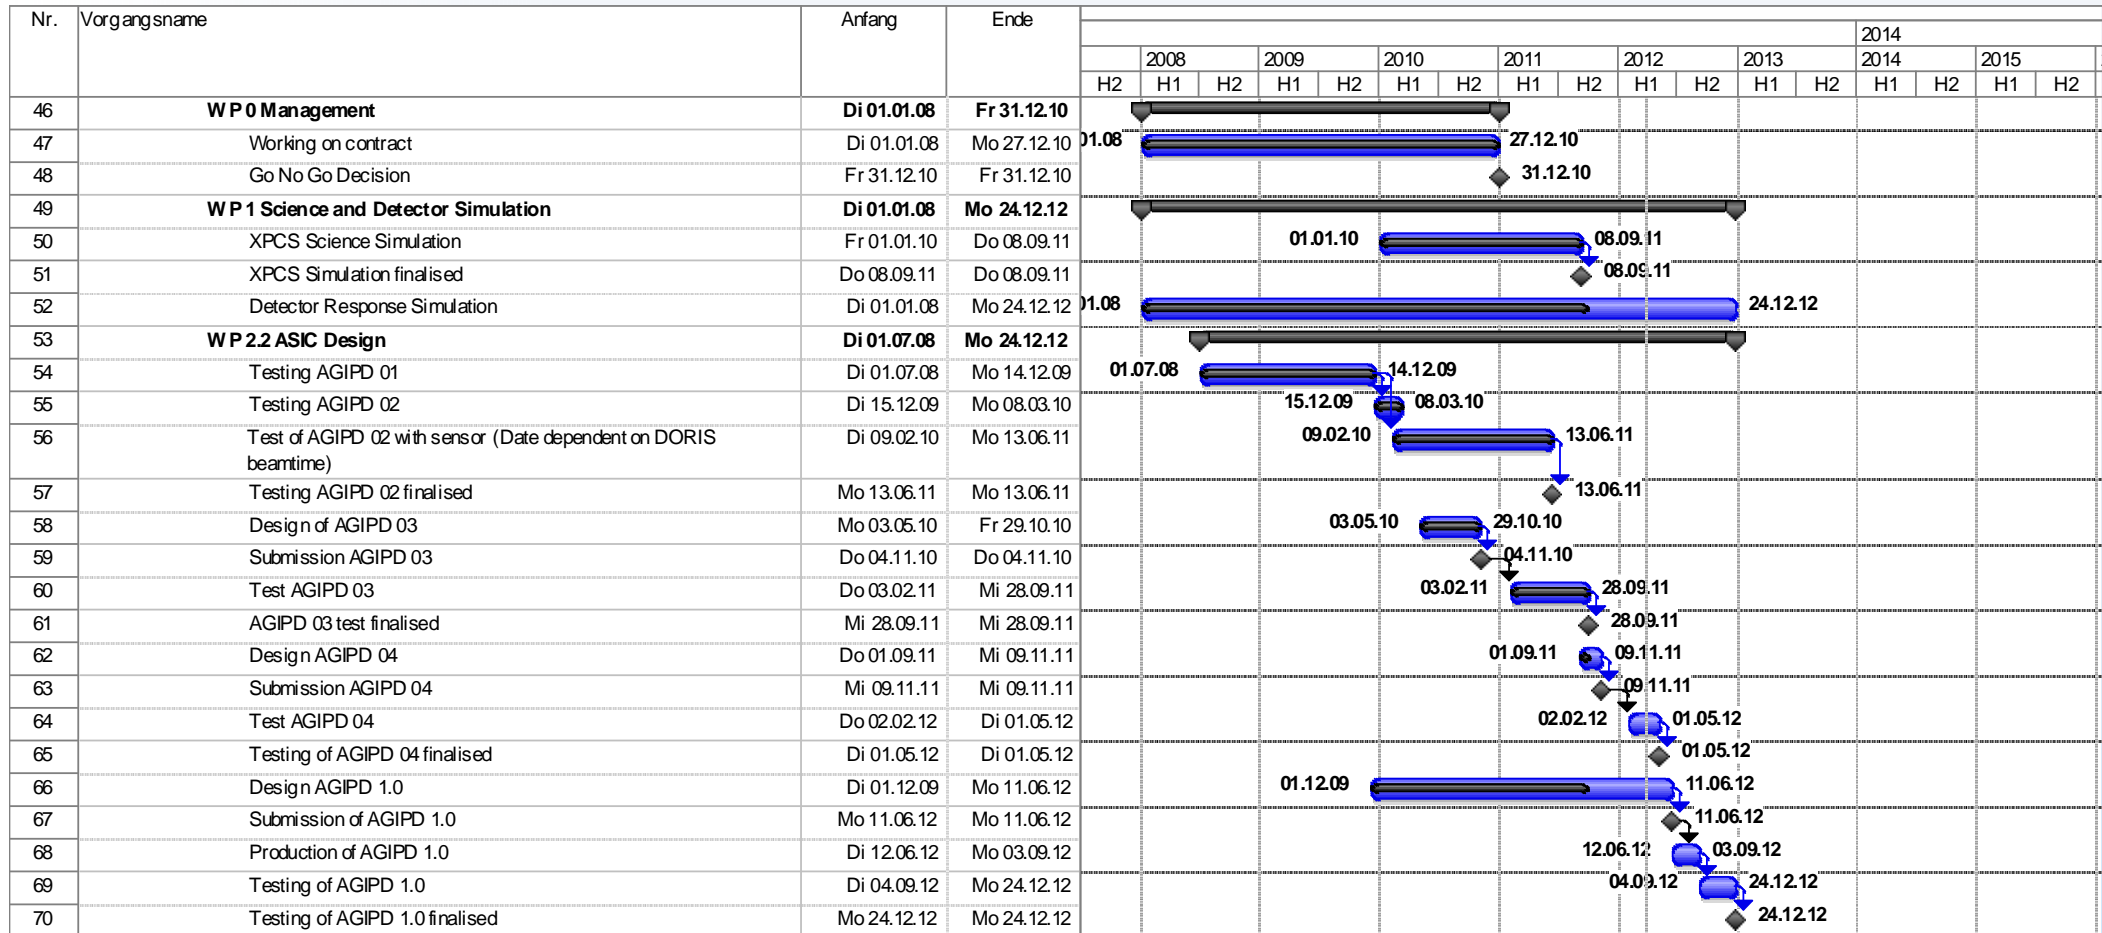 Nr. Vorgangsname Anfang Ende
2014
2008 2009 2010 2011 2012 2013 2014 2015
H2 H1 H2 H1 H2 H1 H2 H1 H2 H1 H2 H1 H2 H1 H2 H1 H2
46 WP 0 Management Di 01.01.08 Fr 31.12.10
47 Working on contract Di 01.01.08 Mo 27.12.10 01.08 27.12.10
48 Go No Go Decision Fr 31.12.10 Fr 31.12.10 31.12.10
49 WP 1 Science and Detector Simulation Di 01.01.08 Mo 24.12.12
50 XPCS Science Simulation Fr 01.01.10 Do 08.09.11 01.01.10 08.09.11
51 XPCS Simulation finalised Do 08.09.11 Do 08.09.11 08.09.11
52 Detector Response Simulation Di 01.01.08 Mo 24.12.12 01.08 24.12.12
53 WP 2.2 ASIC Design Di 01.07.08 Mo 24.12.12
54 Testing AGIPD 01 Di 01.07.08 Mo 14.12.09 01.07.08 14.12.09
55 Testing AGIPD 02 Di 15.12.09 Mo 08.03.10 15.12.09 08.03.10
56 Test of AGIPD 02 with sensor (Date dependent on DORIS Di 09.02.10 Mo 13.06.11 09.02.10 13.06.11
beamtime)
57 Testing AGIPD 02 finalised Mo 13.06.11 Mo 13.06.11 13.06.11
58 Design of AGIPD 03 Mo 03.05.10 Fr 29.10.10 03.05.10 29.10.10
59 Submission AGIPD 03 Do 04.11.10 Do 04.11.10 04.11.10
60 Test AGIPD 03 Do 03.02.11 Mi 28.09.11 03.02.11 28.09.11
61 AGIPD 03 test finalised Mi 28.09.11 Mi 28.09.11 28.09.11
62 Design AGIPD 04 Do 01.09.11 Mi 09.11.11 01.09.11 09.11.11
63 Submission AGIPD 04 Mi 09.11.11 Mi 09.11.11 09.11.11
64 Test AGIPD 04 Do 02.02.12 Di 01.05.12 02.02.12 01.05.12
65 Testing of AGIPD 04 finalised Di 01.05.12 Di 01.05.12 01.05.12
66 Design AGIPD 1.0 Di 01.12.09 Mo 11.06.12 01.12.09 11.06.12
67 Submission of AGIPD 1.0 Mo 11.06.12 Mo 11.06.12 11.06.12
68 Production of AGIPD 1.0 Di 12.06.12 Mo 03.09.12 12.06.12 03.09.12
69 Testing of AGIPD 1.0 Di 04.09.12 Mo 24.12.12 04.09.12 24.12.12
70 Testing of AGIPD 1.0 finalised Mo 24.12.12 Mo 24.12.12 24.12.12